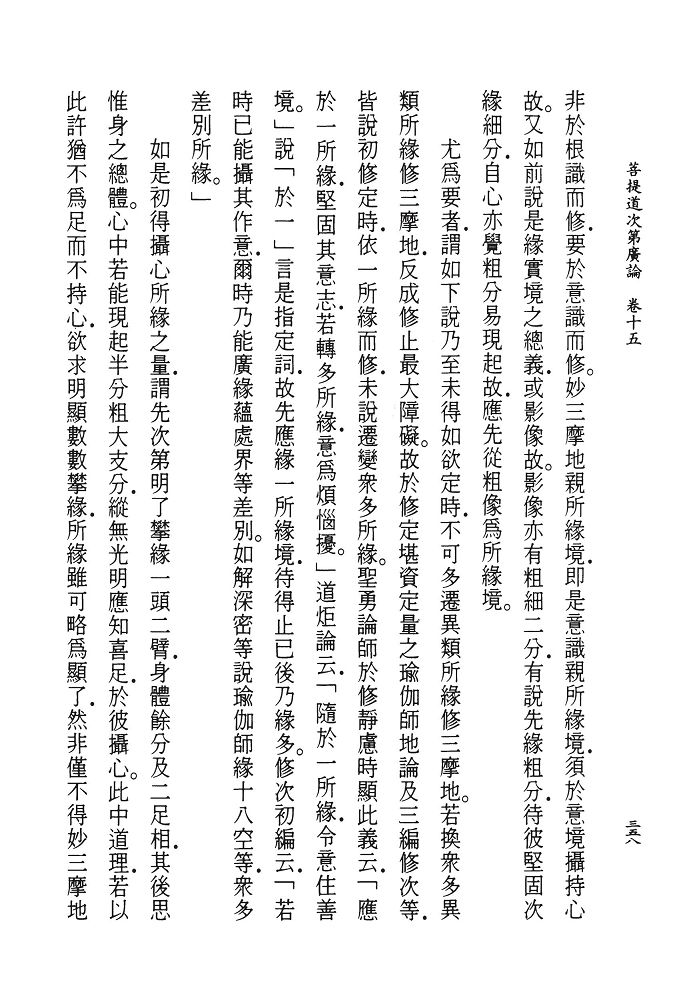 菩提道次第廣論　卷十五
三五八
非於根識而修．要於意識而修。妙三摩地親所緣境．即是意識親所緣境．須於意境攝持心
故。又如前說是緣實境之總義．或影像故。影像亦有粗細二分．有說先緣粗分．待彼堅固次
緣細分．自心亦覺粗分易現起故．應先從粗像爲所緣境。
尤爲要者．謂如下說乃至未得如欲定時．不可多遷異類所緣修三摩地。若換衆多異
類所緣修三摩地．反成修止最大障礙。故於修定堪資定量之瑜伽師地論及三編修次等．
皆說初修定時．依一所緣而修．未說遷變衆多所緣。聖勇論師於修靜慮時顯此義云．「應
於一所緣．堅固其意志．若轉多所緣．意爲煩惱擾。」道炬論云．「隨於一所緣．令意住善
境。」說「於一」言是指定詞．故先應緣一所緣境．待得止已後乃緣多。修次初編云．「若
時已能攝其作意．爾時乃能廣緣蘊處界等差別。如解深密等說瑜伽師緣十八空等．衆多
差別所緣。」
如是初得攝心所緣之量．謂先次第明了攀緣一頭二臂．身體餘分及二足相．其後思
惟身之總體。心中若能現起半分粗大支分．縱無光明應知喜足．於彼攝心。此中道理．若以
此許猶不爲足而不持心．欲求明顯數數攀緣．所緣雖可略爲顯了．然非僅不得妙三摩地